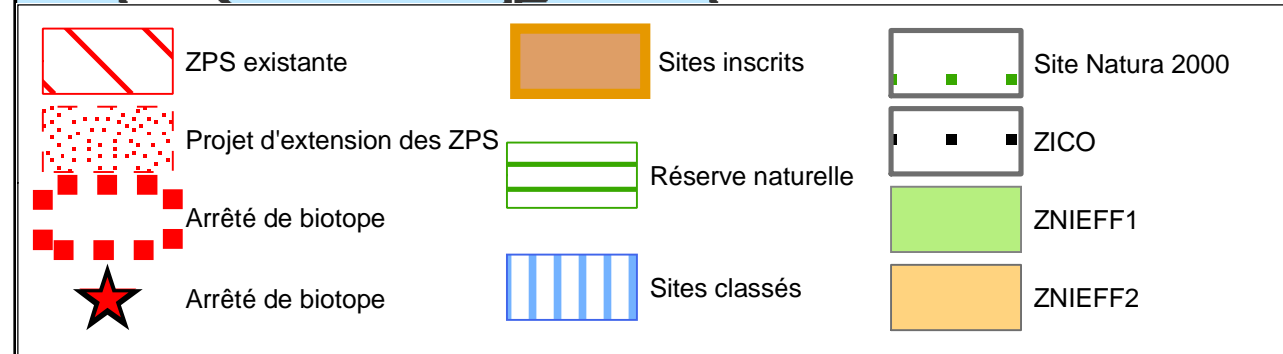 ZPS existante
Projet d'extension des ZPS
Arrêté de biotope
Arrêté de biotope
Sites inscrits
Réserve naturelle
Sites classés
Site Natura 2000
ZICO
ZNIEFF1
ZNIEFF2